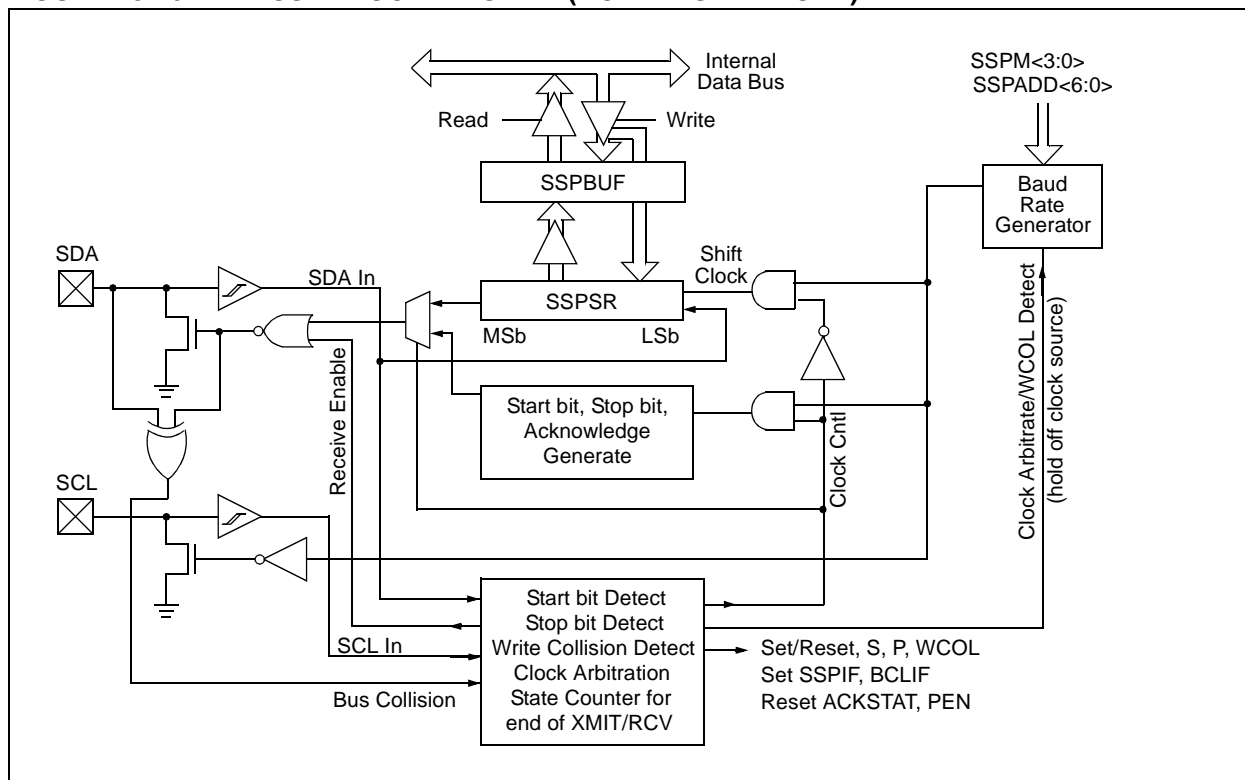 Internal
Data Bus
SSPM<3:0>
SSPADD<6:0>
Read
Write
SSPBUF
Baud
Rate
Generator
SDA
SDA In
Shift
Clock
SSPSR
MSb
LSb
Start bit, Stop bit,
Acknowledge
Generate
Receive Enable
Clock Cntl
Clock Arbitrate/WCOL Detect
(hold off clock source)
SCL
SCL In
Bus Collision
Start bit Detect
Stop bit Detect
Write Collision Detect
Clock Arbitration
State Counter for
end of XMIT/RCV
Set/Reset, S, P, WCOL
Set SSPIF, BCLIF
Reset ACKSTAT, PEN